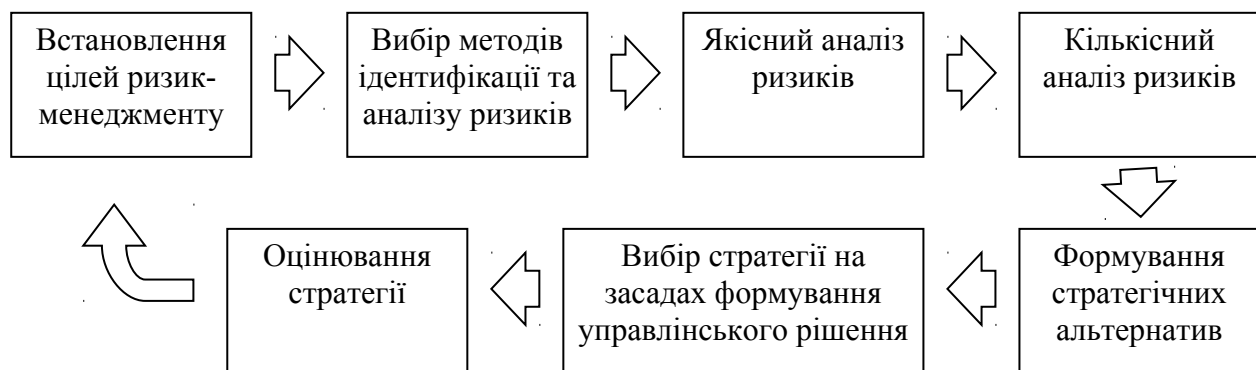 Встановлення
цілей ризик-
менеджменту
Вибір методів
ідентифікації та
аналізу ризиків
Якісний аналіз
ризиків
Кількісний
аналіз ризиків
Формування
стратегічних
альтернатив
Вибір стратегії на
засадах формування
управлінського рішення
Оцінювання
стратегії